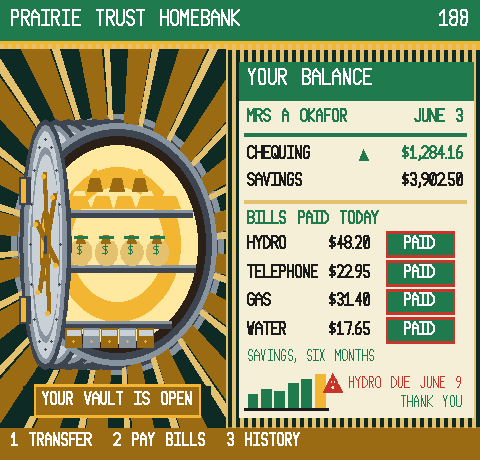 PRAIRIE TRUST HOMEBANK 188
YOUR BALANCE
MRS A OKAFOR JUNE 3
CHEQUING ▲ $1,284.16
SAVINGS $3,902.50
BILLS PAID TODAY
HYDRO $48.20 PAID
TELEPHONE $22.95 PAID
GAS $31.40 PAID
WATER $17.65 PAID
SAVINGS, SIX MONTHS
HYDRO DUE JUNE 9
THANK YOU
$ $ $ $
YOUR VAULT IS OPEN
1 TRANSFER 2 PAY BILLS 3 HISTORY